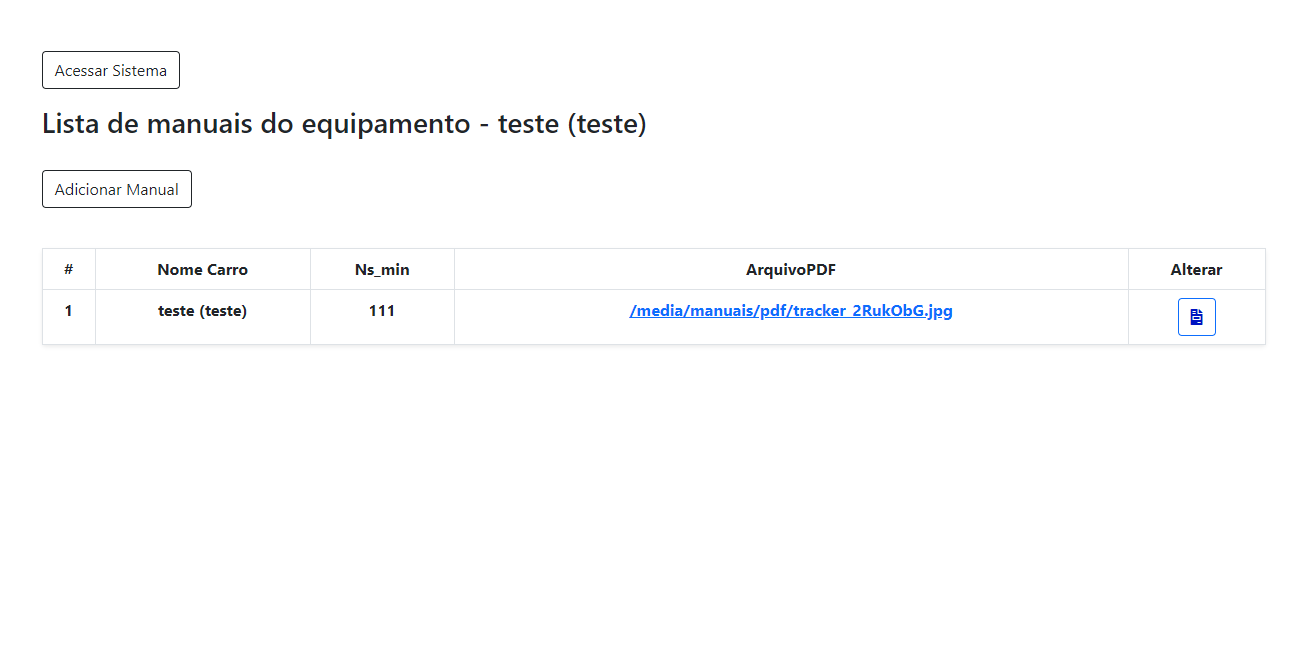 Acessar Sistema
Lista de manuais do equipamento - teste (teste)
Adicionar Manual
# Nome Carro Ns_min ArquivoPDF Alterar
1 teste (teste) 111 /media/manuais/pdf/tracker_2RukObG.jpg